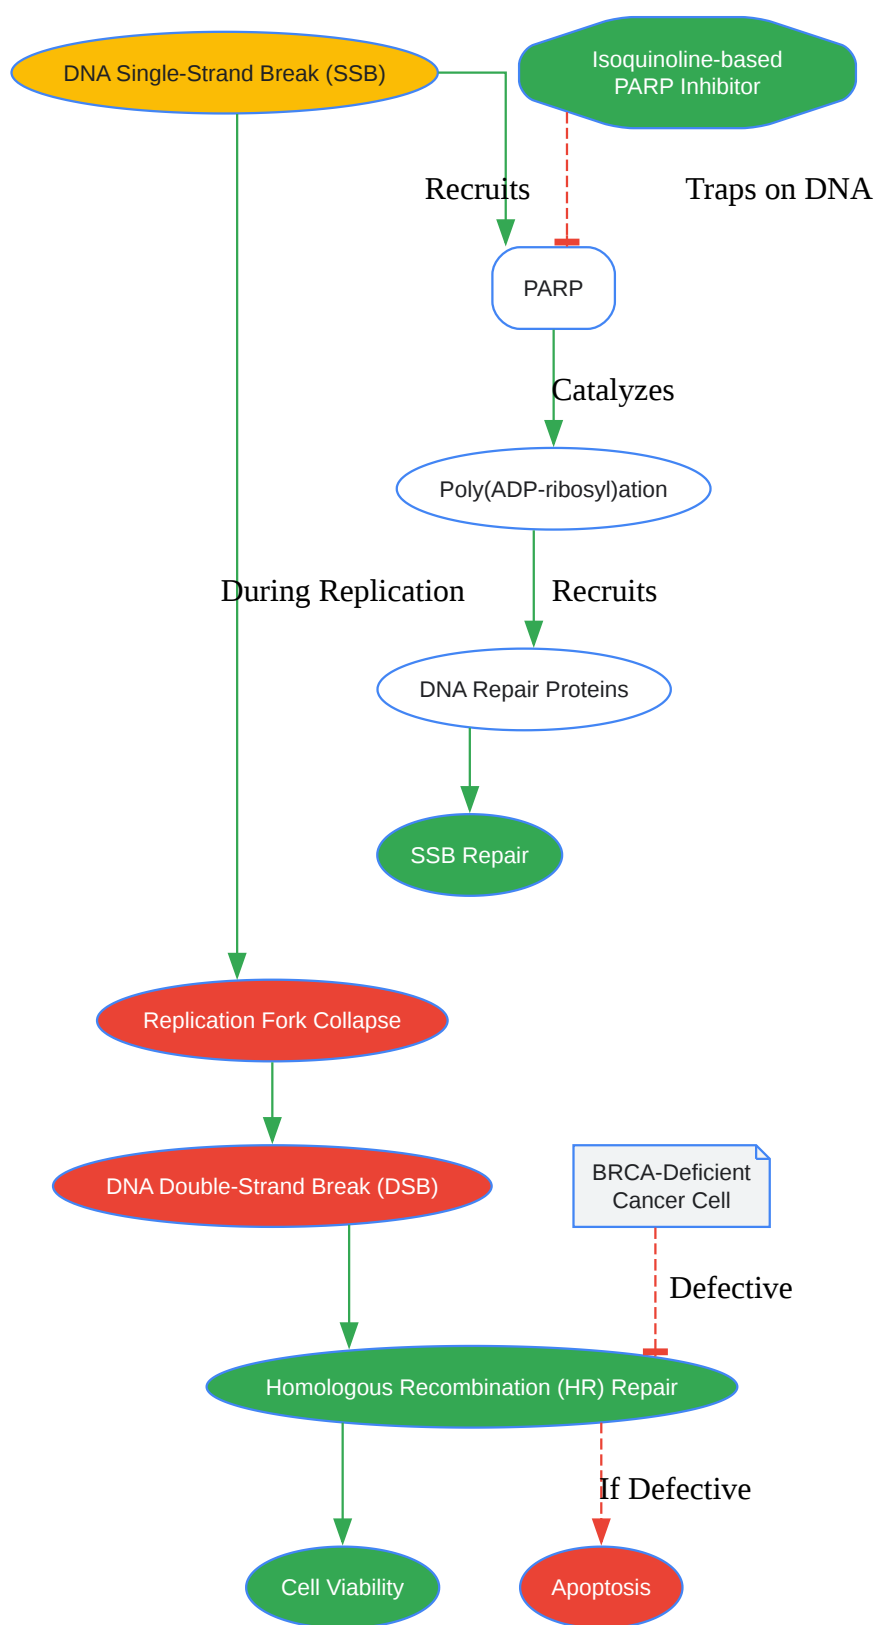 DNA Single-Strand Break (SSB)
Isoquinoline-based
PARP Inhibitor
Recruits
Traps on DNA
PARP
Catalyzes
Poly(ADP-ribosyl)ation
During Replication
Recruits
DNA Repair Proteins
SSB Repair
Replication Fork Collapse
DNA Double-Strand Break (DSB)
BRCA-Deficient
Cancer Cell
Defective
Homologous Recombination (HR) Repair
If Defective
Cell Viability
Apoptosis